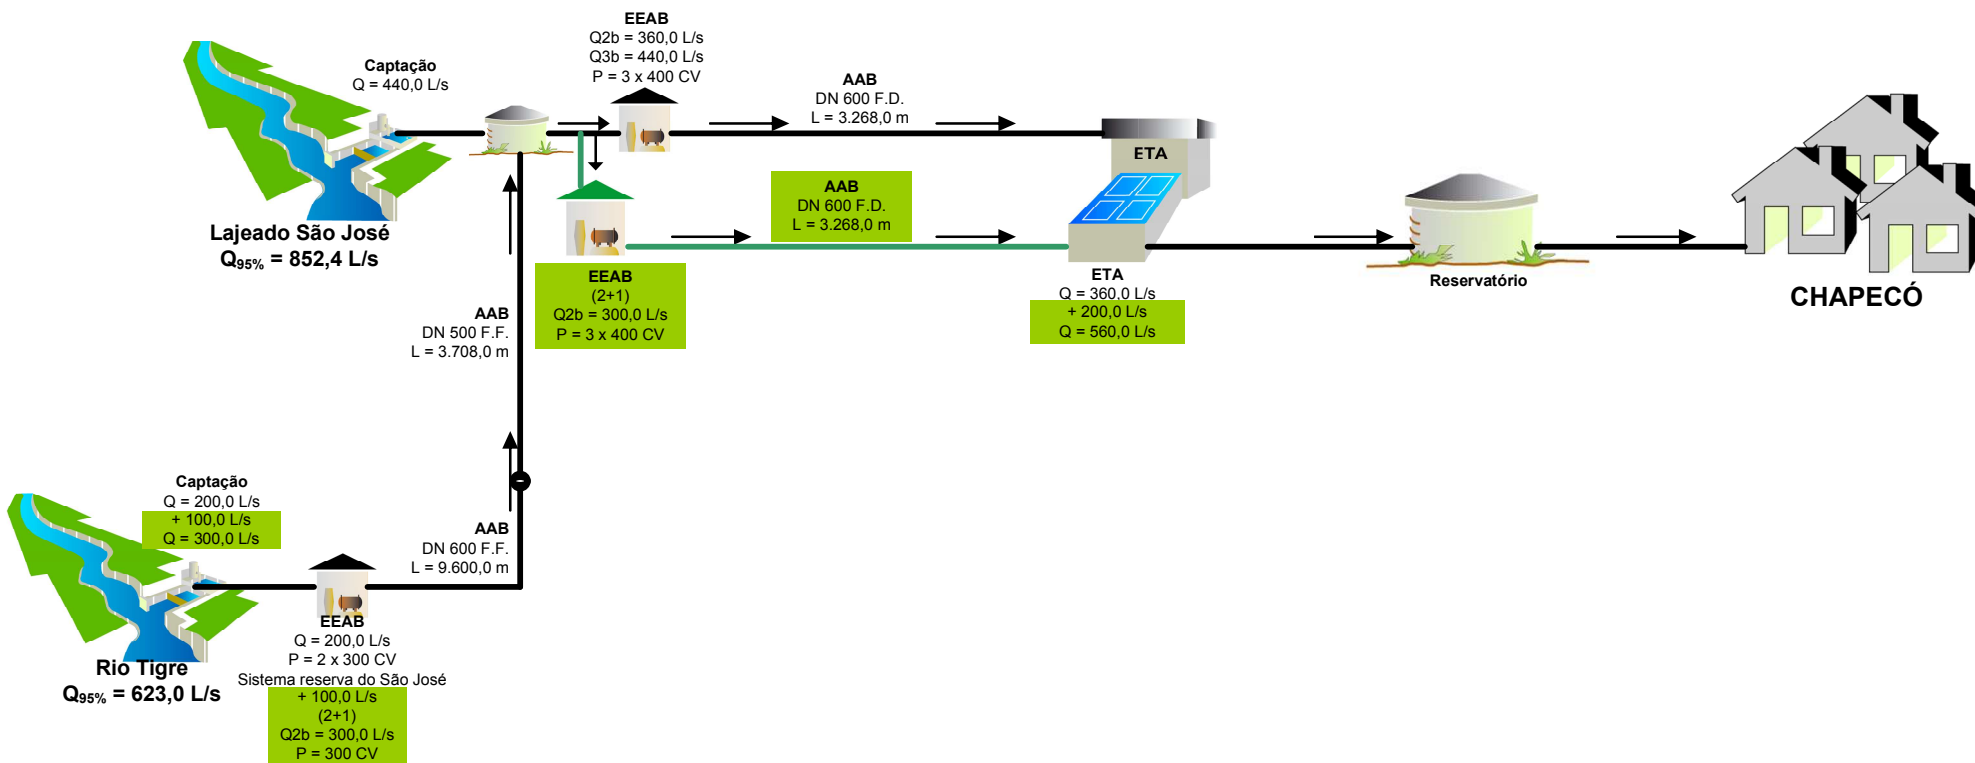 EEAB
Q2b = 360,0 L/s
Q3b = 440,0 L/s
P = 3 x 400 CV
Captação
Q = 440,0 L/s
AAB
DN 600 F.D.
L = 3.268,0 m
ETA
Lajeado São José
Q95% = 852,4 L/s
AAB
DN 600 F.D.
L = 3.268,0 m
EEAB
(2+1)
Q2b = 300,0 L/s
P = 3 x 400 CV
ETA
Q = 360,0 L/s
+ 200,0 L/s
Q = 560,0 L/s
Reservatório
CHAPECÓ
AAB
DN 500 F.F.
L = 3.708,0 m
Captação
Q = 200,0 L/s
+ 100,0 L/s
Q = 300,0 L/s
AAB
DN 600 F.F.
L = 9.600,0 m
Rio Tigre
Q95% = 623,0 L/s
EEAB
Q = 200,0 L/s
P = 2 x 300 CV
Sistema reserva do São José
+ 100,0 L/s
(2+1)
Q2b = 300,0 L/s
P = 300 CV